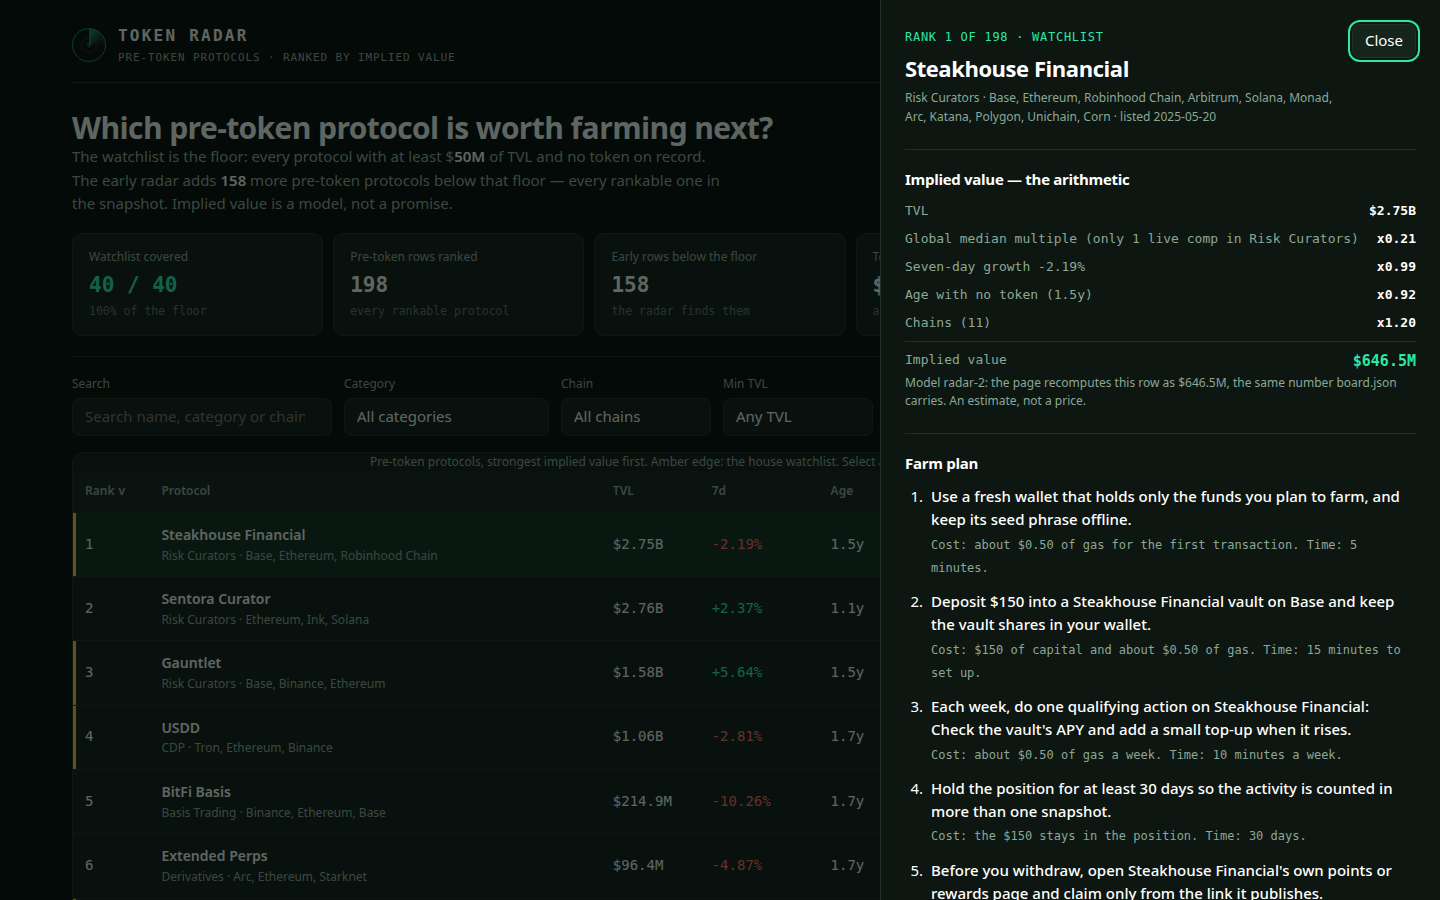 TOKEN RADAR
PRE-TOKEN PROTOCOLS · RANKED BY IMPLIED VALUE
Which pre-token protocol is worth farming next?
The watchlist is the floor: every protocol with at least $50M of TVL and no token on record.
The early radar adds 158 more pre-token protocols below that floor — every rankable one in
the snapshot. Implied value is a model, not a promise.
Watchlist covered
40 / 40
100% of the floor
Pre-token rows ranked
198
every rankable protocol
Early rows below the floor
158
the radar finds them
Search
Category
Chain
Min TVL
Search name, category or chain
All categories
All chains
Any TVL
Pre-token protocols, strongest implied value first. Amber edge: the house watchlist. Select
Rank v
Protocol
TVL
7d
Age
1
Steakhouse Financial
Risk Curators · Base, Ethereum, Robinhood Chain
$2.75B
-2.19%
1.5y
2
Sentora Curator
Risk Curators · Ethereum, Ink, Solana
$2.76B
+2.37%
1.1y
3
Gauntlet
Risk Curators · Base, Binance, Ethereum
$1.58B
+5.64%
1.5y
4
USDD
CDP · Tron, Ethereum, Binance
$1.06B
-2.81%
1.7y
5
BitFi Basis
Basis Trading · Binance, Ethereum, Base
$214.9M
-10.26%
1.7y
6
Extended Perps
Derivatives · Arc, Ethereum, Starknet
$96.4M
-4.87%
1.7y
RANK 1 OF 198 · WATCHLIST
Close
Steakhouse Financial
Risk Curators · Base, Ethereum, Robinhood Chain, Arbitrum, Solana, Monad,
Arc, Katana, Polygon, Unichain, Corn · listed 2025-05-20
Implied value — the arithmetic
TVL $2.75B
Global median multiple (only 1 live comp in Risk Curators) x0.21
Seven-day growth -2.19% x0.99
Age with no token (1.5y) x0.92
Chains (11) x1.20
Implied value $646.5M
Model radar-2: the page recomputes this row as $646.5M, the same number board.json
carries. An estimate, not a price.
Farm plan
1. Use a fresh wallet that holds only the funds you plan to farm, and
keep its seed phrase offline.
Cost: about $0.50 of gas for the first transaction. Time: 5
minutes.
2. Deposit $150 into a Steakhouse Financial vault on Base and keep
the vault shares in your wallet.
Cost: $150 of capital and about $0.50 of gas. Time: 15 minutes to
set up.
3. Each week, do one qualifying action on Steakhouse Financial:
Check the vault's APY and add a small top-up when it rises.
Cost: about $0.50 of gas a week. Time: 10 minutes a week.
4. Hold the position for at least 30 days so the activity is counted in
more than one snapshot.
Cost: the $150 stays in the position. Time: 30 days.
5. Before you withdraw, open Steakhouse Financial's own points or
rewards page and claim only from the link it publishes.